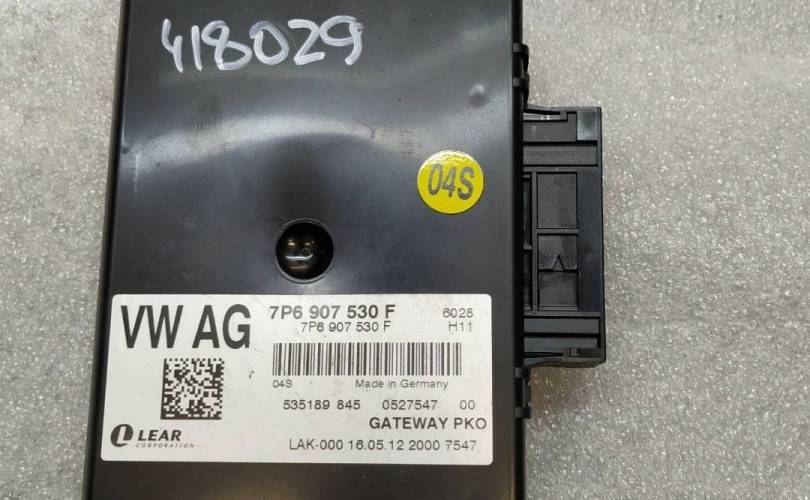 418029
04S
VW AG
7P6 907 530 F 6028
7P6 907 530 F H11
04S Made in Germany
535189 845 0527547 00
GATEWAY PKO
LEAR
CORPORATION
LAK-000 16.05.12 2000 7547